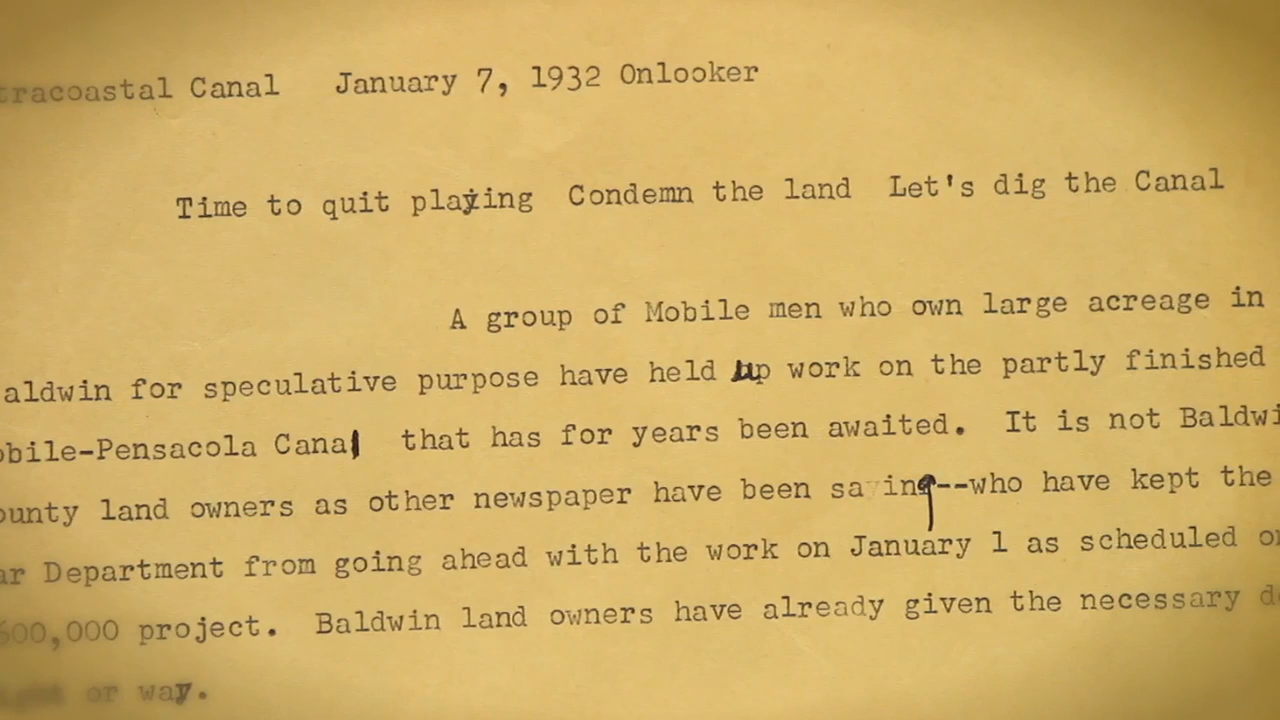 tracoastal Canal January 7, 1932 Onlooker
Time to quit playing Condemn the land Let's dig the Canal
A group of Mobile men who own large acreage in
aldwin for speculative purpose have held up work on the partly finished
obile-Pensacola Canal that has for years been awaited. It is not Baldwi
ounty land owners as other newspaper have been saying--who have kept the
ar Department from going ahead with the work on January 1 as scheduled on
600,000 project. Baldwin land owners have already given the necessary de
or way.